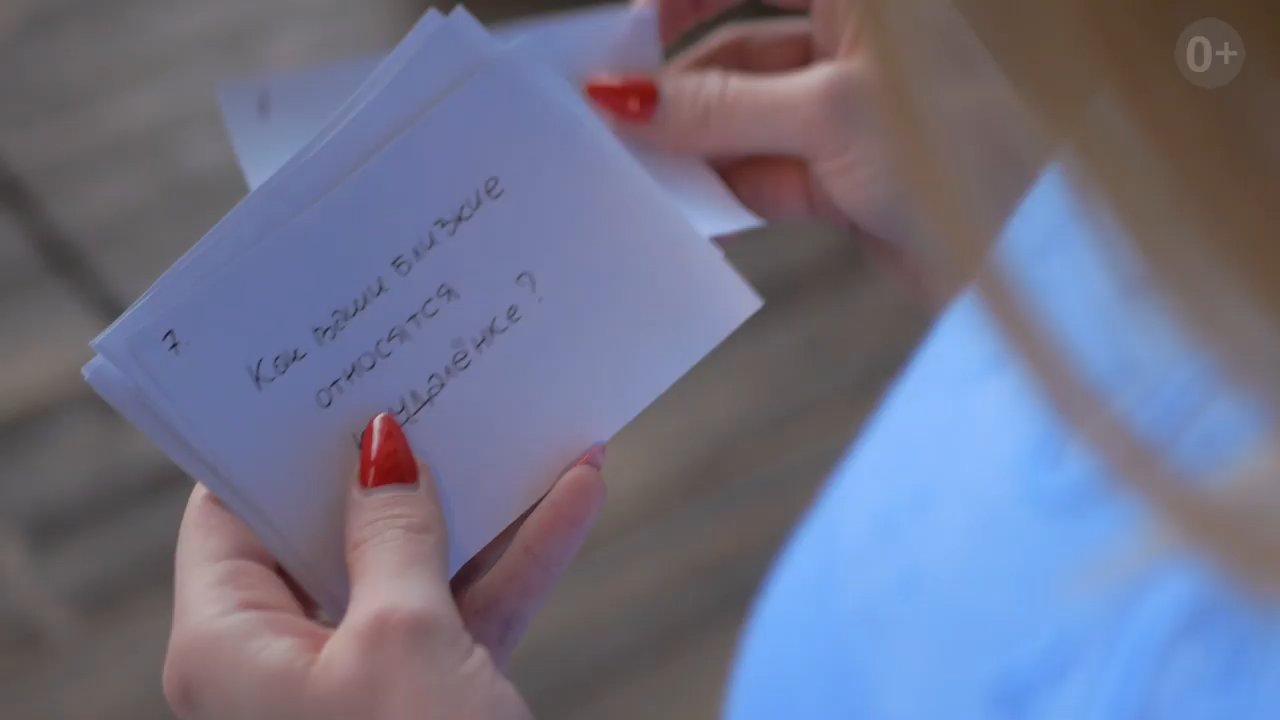 0+
7.
Как ваши близкие
относятся
к удалёнке?